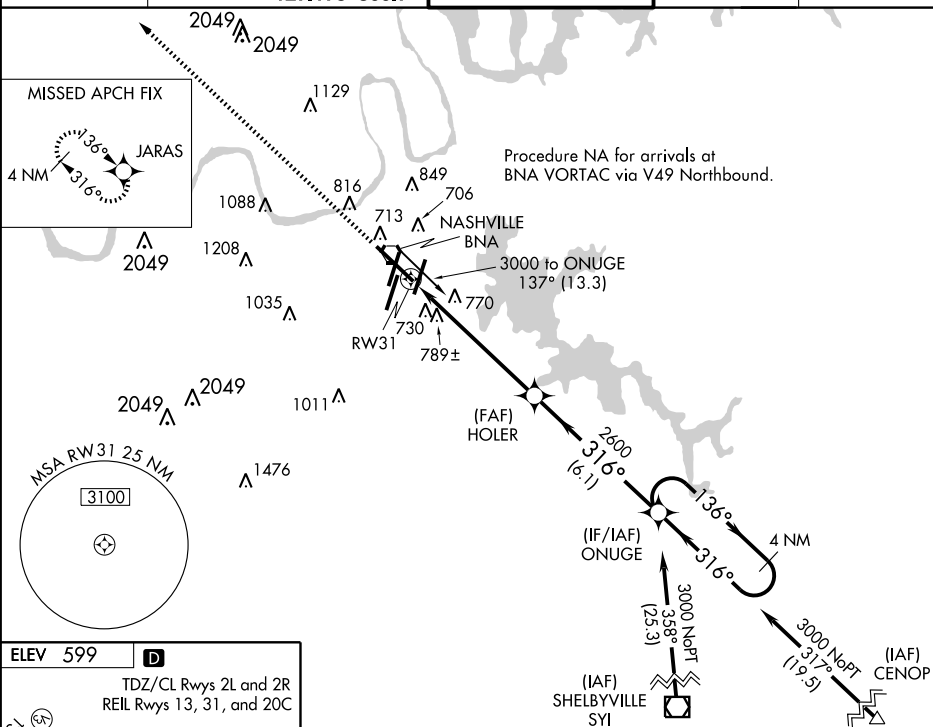 2049
2049
MISSED APCH FIX
136°
JARAS
4 NM
316°
1129
Procedure NA for arrivals at
BNA VORTAC via V49 Northbound.
849
816
706
1088
713
NASHVILLE
BNA
2049
1208
3000 to ONUGE
137° (13.3)
1035
770
730
RW31
789±
2049
2049
1011
(FAF)
HOLER
2600
316°
(6.1)
MSA RW31 25 NM
3100
1476
136°
(IF/IAF)
ONUGE
4 NM
316°
3000 NoPT
358°
(25.3)
3000 NoPT
317°
(19.5)
(IAF)
CENOP
(IAF)
SHELBYVILLE
SYI
ELEV 599
D
TDZ/CL Rwys 2L and 2R
REIL Rwys 13, 31, and 20C